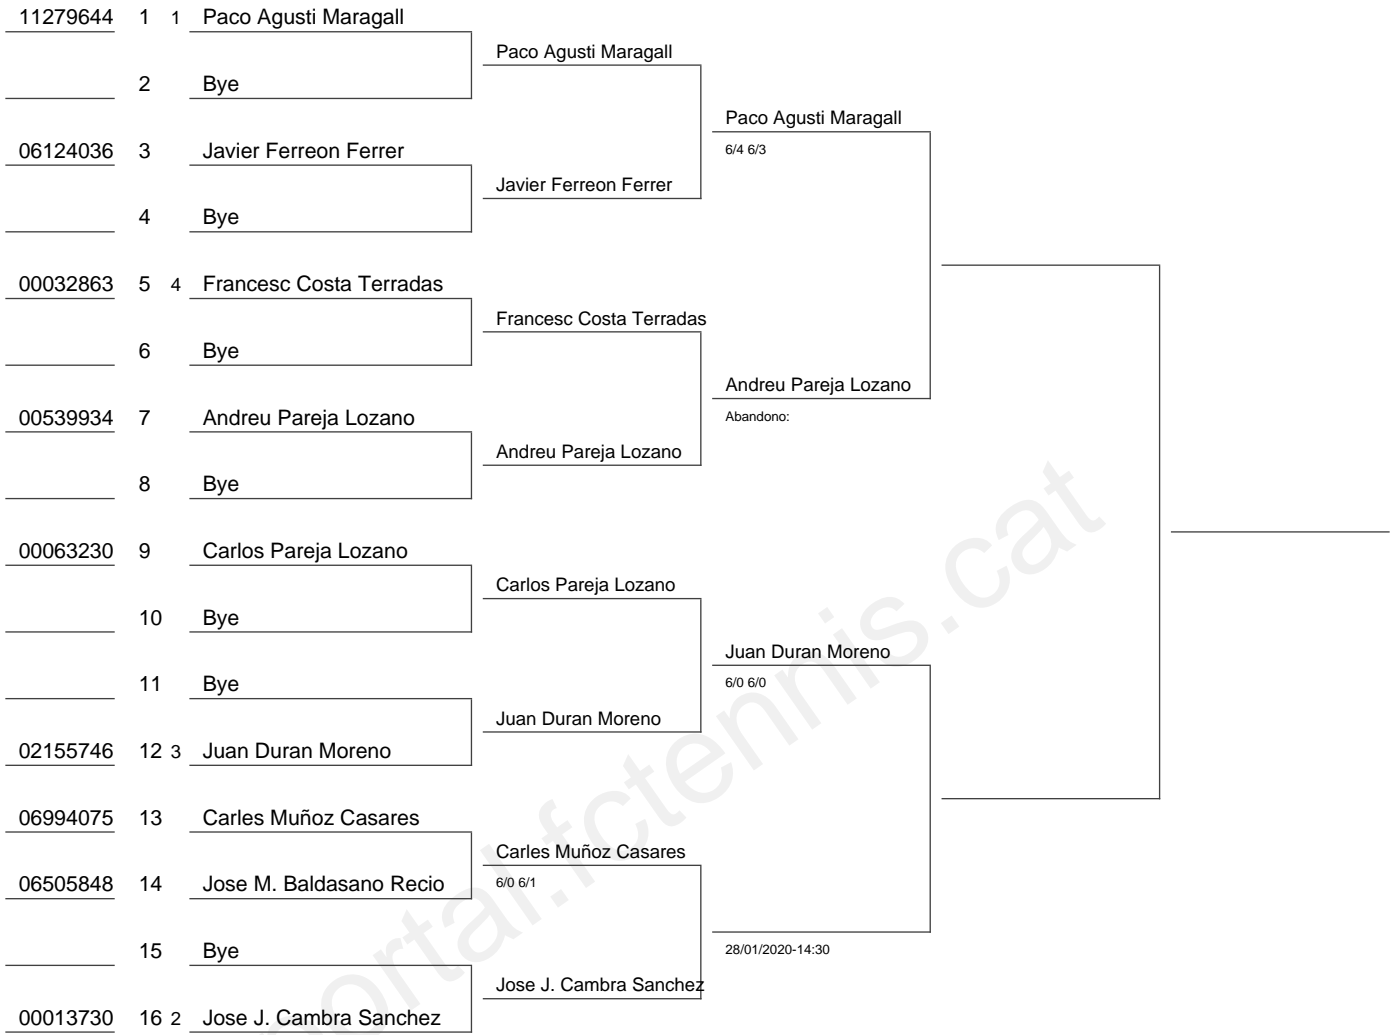 11279644 1 1 Paco Agusti Maragall
Paco Agusti Maragall
2 Bye
Paco Agusti Maragall
06124036 3 Javier Ferreon Ferrer
6/4 6/3
Javier Ferreon Ferrer
4 Bye
00032863 5 4 Francesc Costa Terradas
Francesc Costa Terradas
6 Bye
Andreu Pareja Lozano
00539934 7 Andreu Pareja Lozano
Abandono:
Andreu Pareja Lozano
8 Bye
00063230 9 Carlos Pareja Lozano
Carlos Pareja Lozano
10 Bye
Juan Duran Moreno
11 Bye
6/0 6/0
Juan Duran Moreno
02155746 12 3 Juan Duran Moreno
06994075 13 Carles Muñoz Casares
Carles Muñoz Casares
06505848 14 Jose M. Baldasano Recio
6/0 6/1
15 Bye
28/01/2020-14:30
Jose J. Cambra Sanchez
00013730 16 2 Jose J. Cambra Sanchez
portal.fctennis.cat